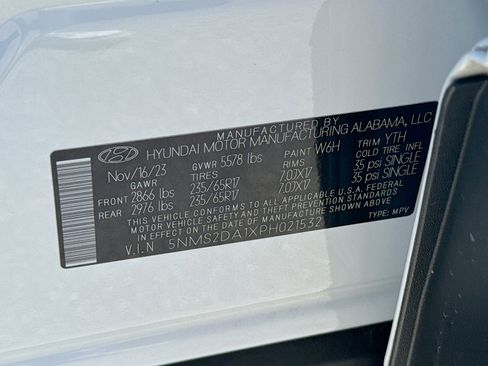 MANUFACTURED BY
HYUNDAI MOTOR MANUFACTURING ALABAMA, LLC
Nov/16/23 GVWR 5578 lbs PAINT W6H TRIM YTH
GAWR TIRES RIMS COLD TIRE INFL
FRONT 2866 lbs 235/65R17 7.0JX17 35 psi SINGLE
REAR 2976 lbs 235/65R17 7.0JX17 35 psi SINGLE
THIS VEHICLE CONFORMS TO ALL APPLICABLE U.S.A. FEDERAL
MOTOR VEHICLE SAFETY AND THEFT PREVENTION STANDARDS IN
EFFECT ON THE DATE OF MANUFACTURE SHOWN ABOVE.
V.I.N 5NMS2DA1XPH021532 TYPE: MPV